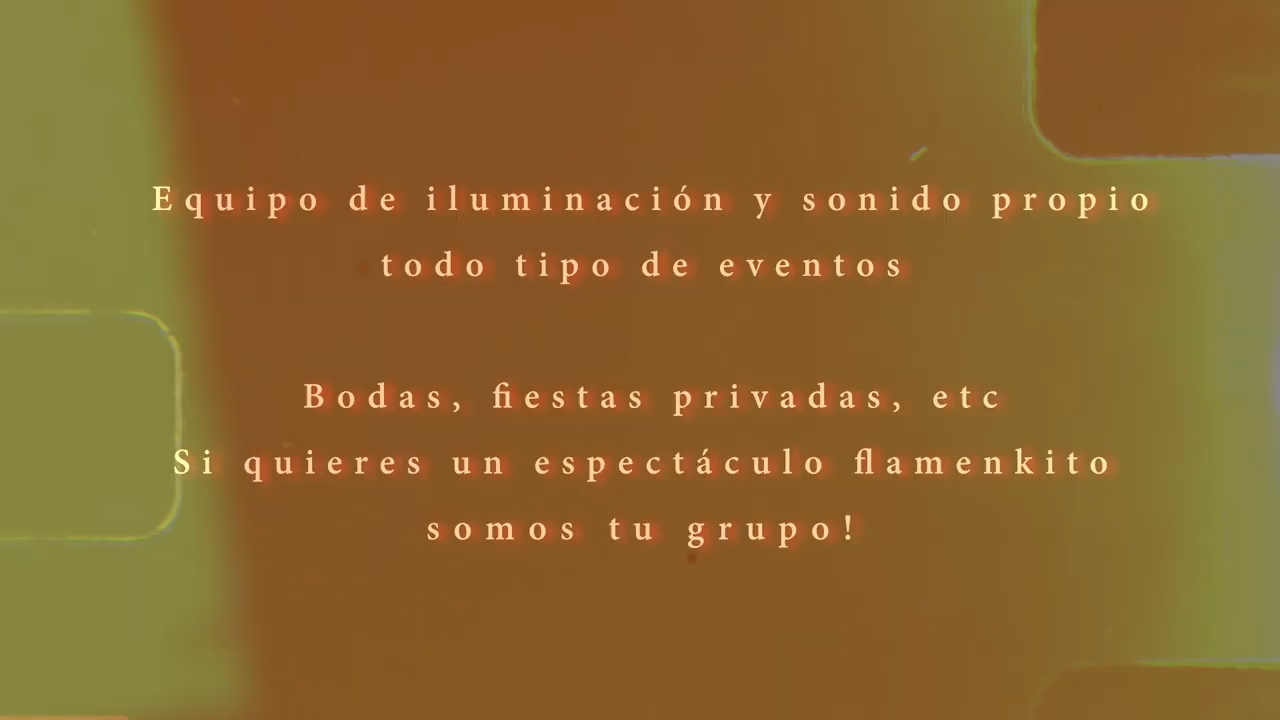 Equipo de iluminación y sonido propio
todo tipo de eventos
Bodas, fiestas privadas, etc
Si quieres un espectáculo flamenkito
somos tu grupo!